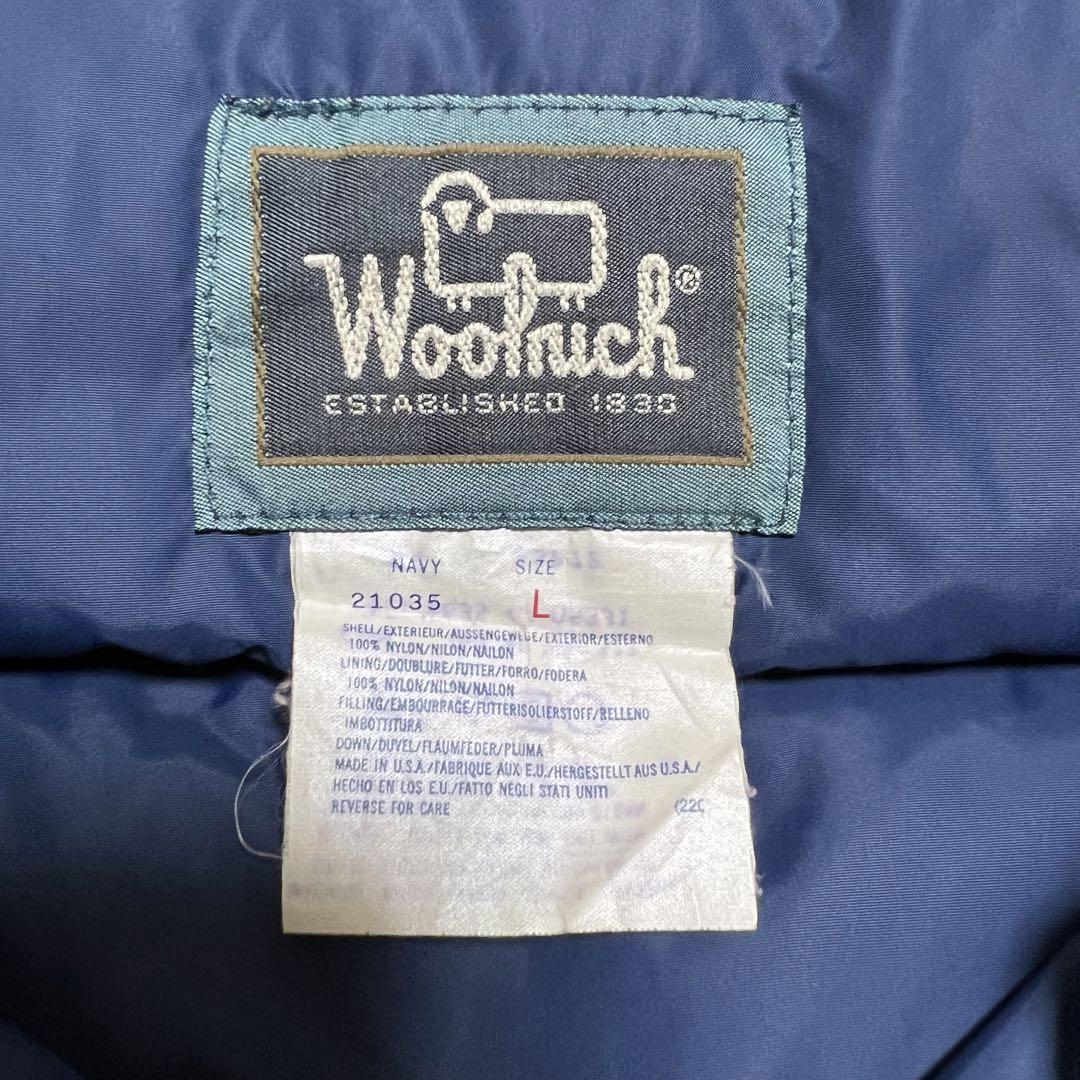 Woolrich®
ESTABLISHED 1830
NAVY SIZE
21035 L
SHELL/EXTERIEUR/AUSSENGEWEBE/EXTERIOR/ESTERNO
100% NYLON/NILON/NAILON
LINING/DOUBLURE/FUTTER/FORRO/FODERA
100% NYLON/NILON/NAILON
FILLING/EMBOURRAGE/FUTTERISOLIERSTOFF/RELLENO
IMBOTTITURA
DOWN/DUVEL/FLAUMFEDER/PLUMA
MADE IN U.S.A./FABRIQUE AUX E.U./HERGESTELLT AUS U.S.A./
HECHO EN LOS E.U./FATTO NEGLI STATI UNITI
REVERSE FOR CARE